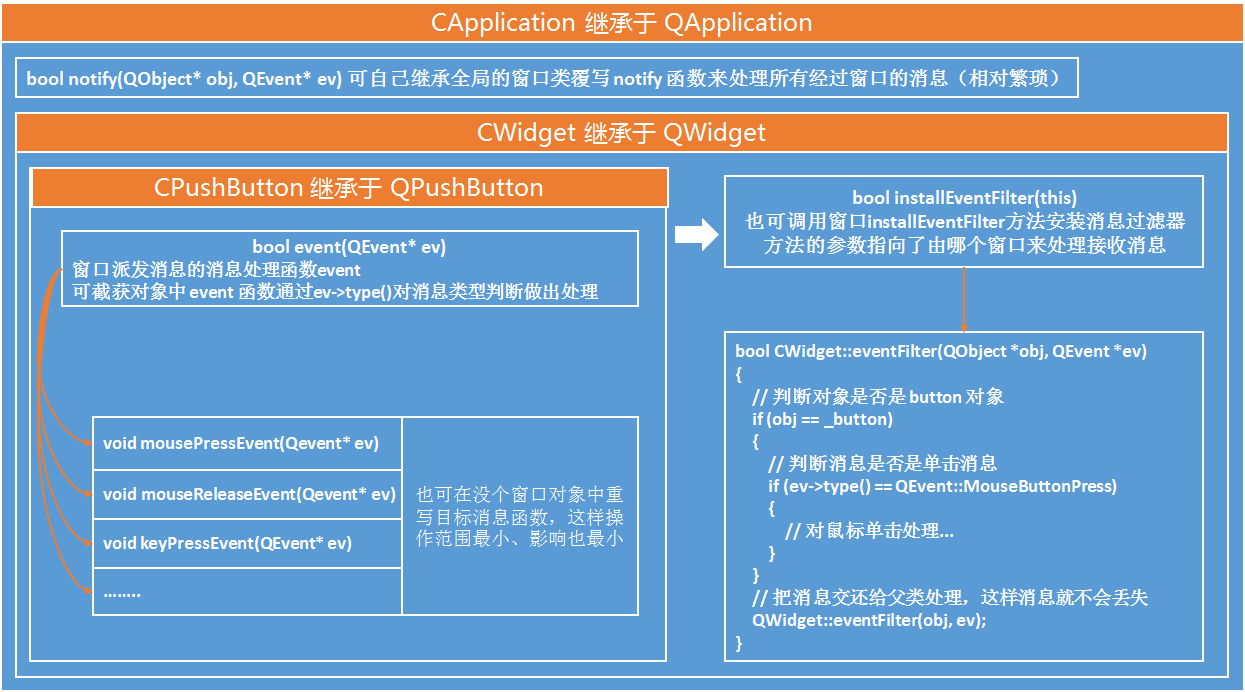 CApplication 继承于 QApplication
bool notify(QObject* obj, QEvent* ev) 可自己继承全局的窗口类覆写notify 函数来处理所有经过窗口的消息（相对繁琐）
CWidget 继承于 QWidget
CPushButton 继承于 QPushButton
bool event(QEvent* ev)
窗口派发消息的消息处理函数event
可截获对象中 event 函数通过ev->type()对消息类型判断做出处理
void mousePressEvent(Qevent* ev)
void mouseReleaseEvent(Qevent* ev)
void keyPressEvent(QEvent* ev)
……..
也可在没个窗口对象中重
写目标消息函数，这样操
作范围最小、影响也最小
bool installEventFilter(this)
也可调用窗口installEventFilter方法安装消息过滤器
方法的参数指向了由哪个窗口来处理接收消息
bool CWidget::eventFilter(QObject *obj, QEvent *ev)
{
// 判断对象是否是 button 对象
if (obj == _button)
{
// 判断消息是否是单击消息
if (ev->type() == QEvent::MouseButtonPress)
{
// 对鼠标单击处理...
}
}
// 把消息交还给父类处理，这样消息就不会丢失
QWidget::eventFilter(obj, ev);
}